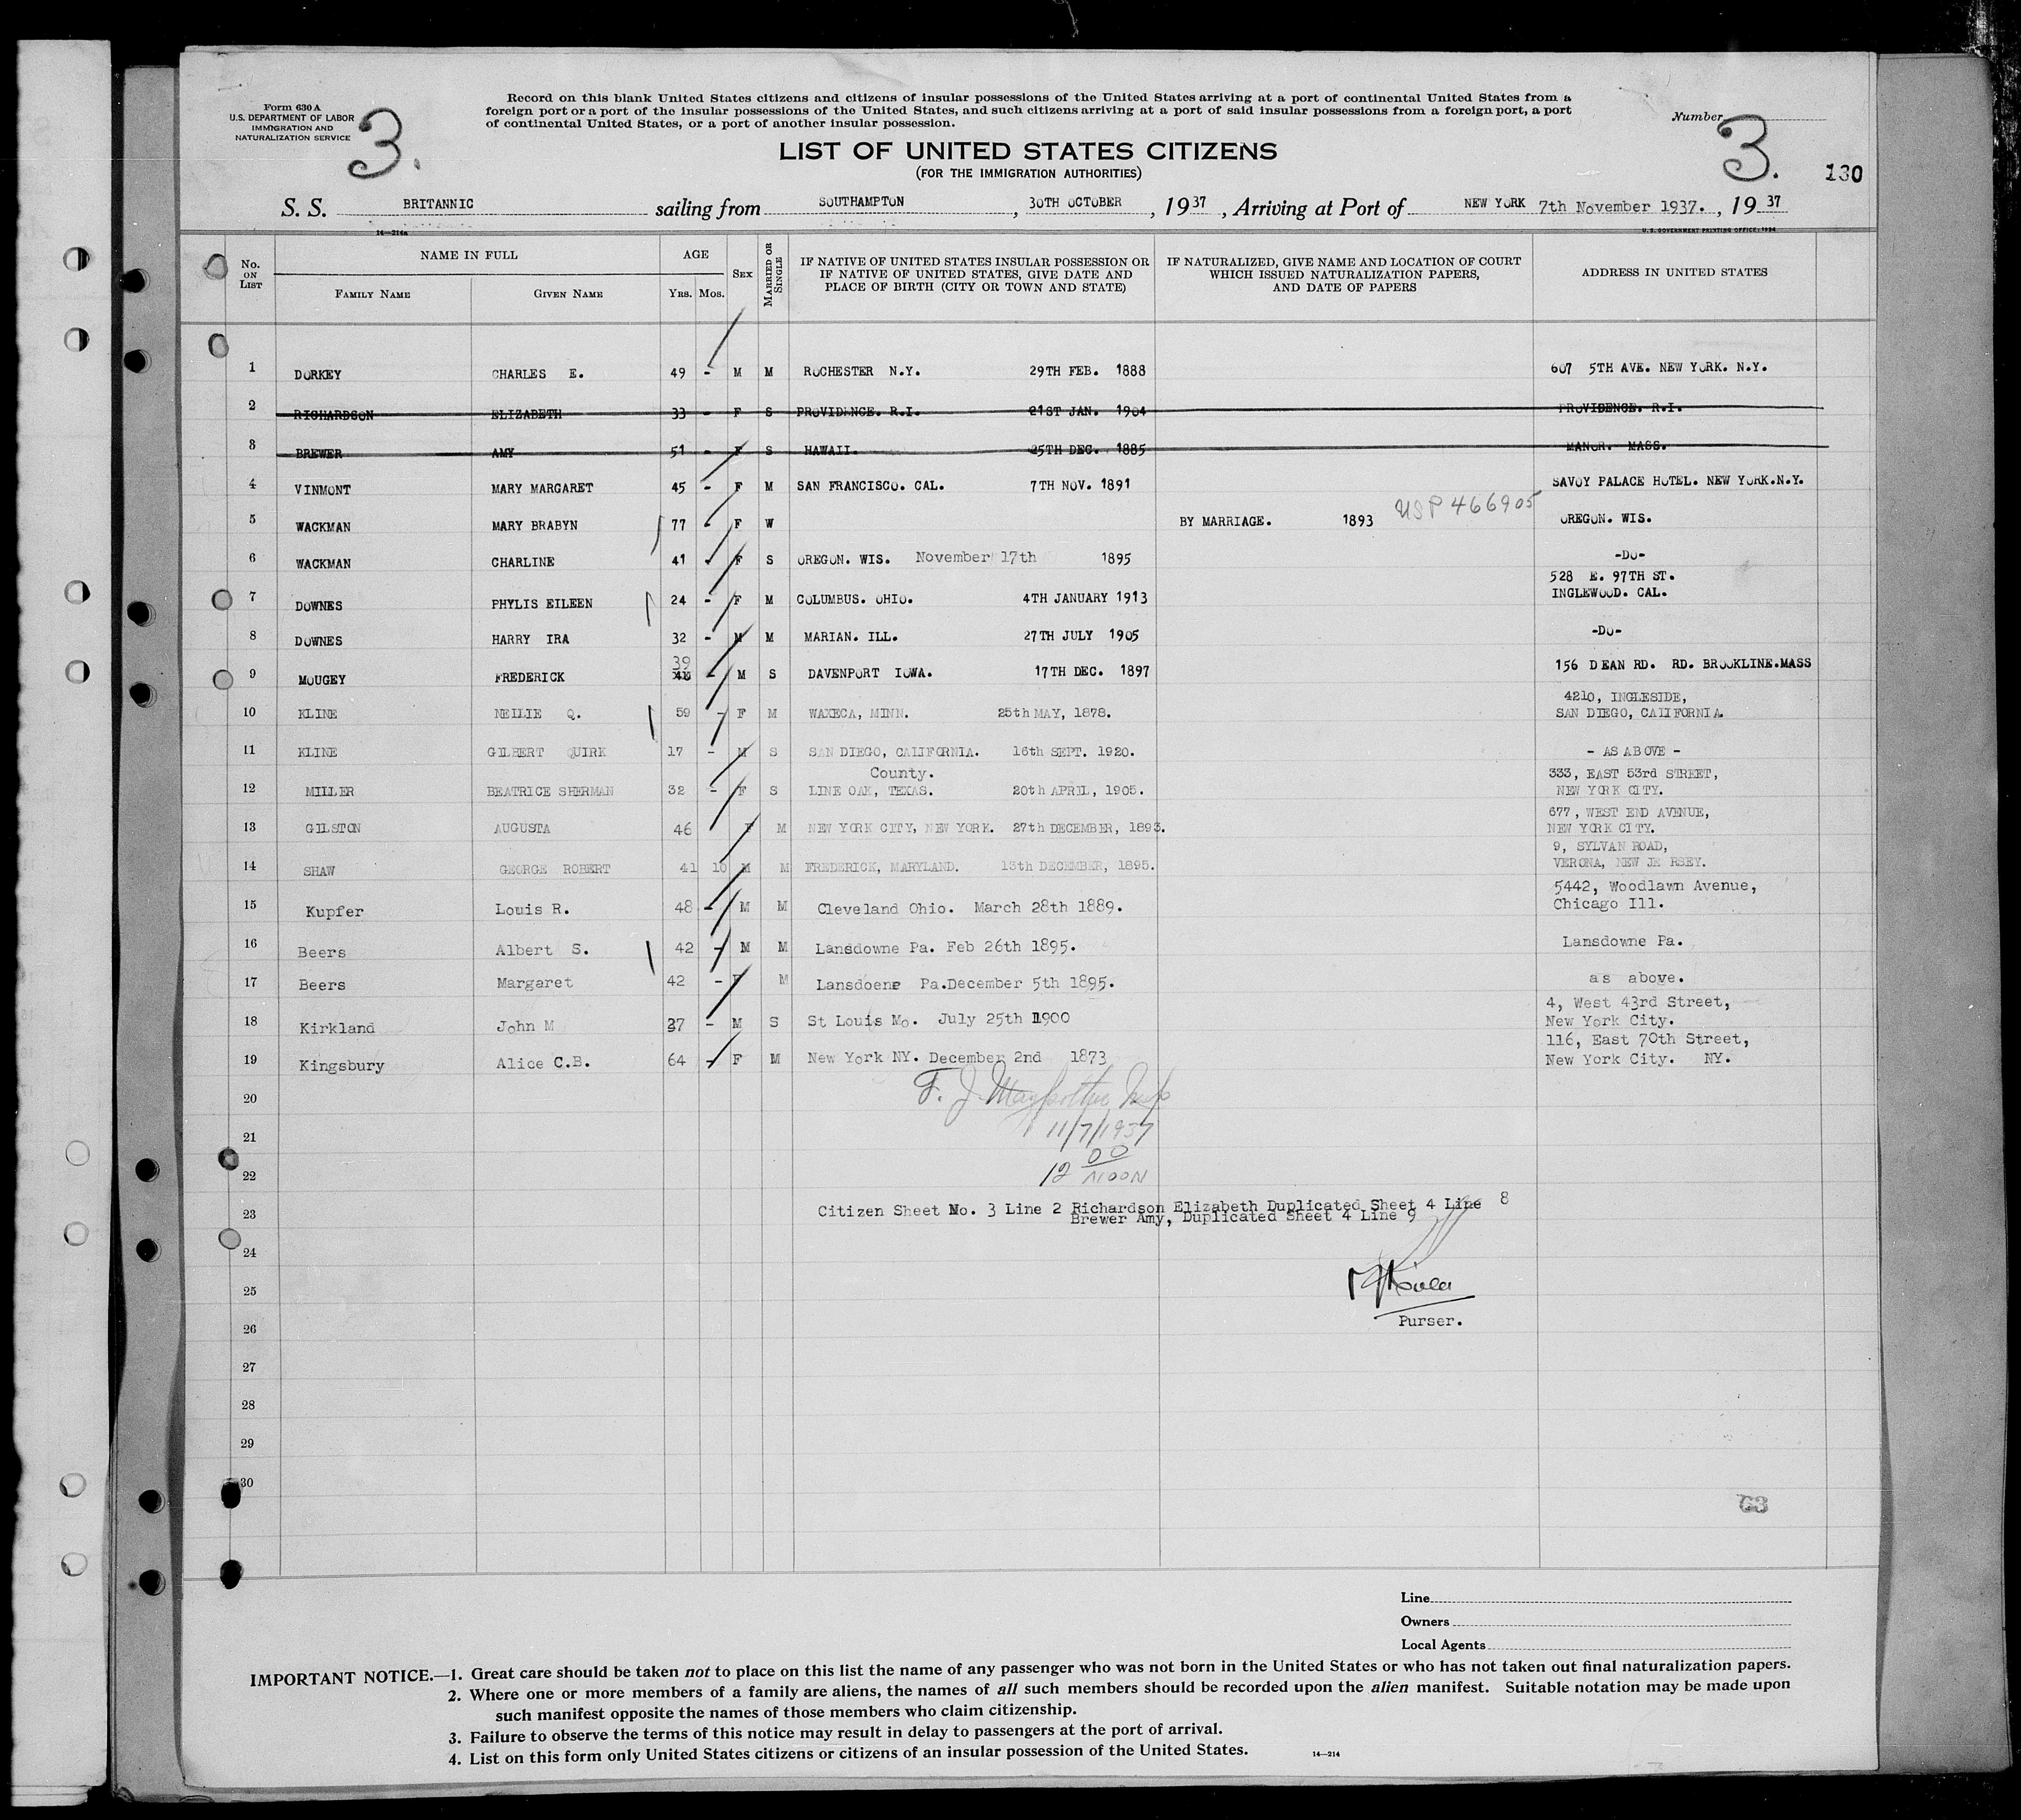 Form 630 A
U.S. DEPARTMENT OF LABOR
IMMIGRATION AND
NATURALIZATION SERVICE
3.
Record on this blank United States citizens and citizens of insular possessions of the United States arriving at a port of continental United States from a
foreign port or a port of the insular possessions of the United States, and such citizens arriving at a port of said insular possessions from a foreign port, a port
of continental United States, or a port of another insular possession.
Number
3.
130
LIST OF UNITED STATES CITIZENS
(FOR THE IMMIGRATION AUTHORITIES)
S. S. BRITANNIC sailing from SOUTHAMPTON, 30TH OCTOBER, 1937, Arriving at Port of NEW YORK 7th November 1937., 1937
14—214a
U. S. GOVERNMENT PRINTING OFFICE: 1934
No. ON LIST
NAME IN FULL
FAMILY NAME
GIVEN NAME
AGE
YRS. MOS.
SEX
MARRIED OR SINGLE
IF NATIVE OF UNITED STATES INSULAR POSSESSION OR
IF NATIVE OF UNITED STATES, GIVE DATE AND
PLACE OF BIRTH (CITY OR TOWN AND STATE)
IF NATURALIZED, GIVE NAME AND LOCATION OF COURT
WHICH ISSUED NATURALIZATION PAPERS,
AND DATE OF PAPERS
ADDRESS IN UNITED STATES
1 DORKEY CHARLES E. 49 - M M ROCHESTER N.Y. 29TH FEB. 1888 607 5TH AVE. NEW YORK. N.Y.
2 RICHARDSON ELIZABETH 33 - F S PROVIDENCE. R.I. 21ST JAN. 1904 PROVIDENCE. R.I.
3 BREWER AMY 51 - F S HAWAII. 25TH DEC. 1885 MANOR. MASS.
4 VINMONT MARY MARGARET 45 - F M SAN FRANCISCO. CAL. 7TH NOV. 1891 SAVOY PALACE HOTEL. NEW YORK.N.Y.
5 WACKMAN MARY BRABYN 77 - F W BY MARRIAGE. 1893 USP 466905 OREGON. WIS.
6 WACKMAN CHARLINE 41 - F S OREGON. WIS. November 17th 1895 -DO-
7 DOWNES PHYLIS EILEEN 24 - F M COLUMBUS. OHIO. 4TH JANUARY 1913 528 E. 97TH ST.
INGLEWOOD. CAL.
8 DOWNES HARRY IRA 32 - M M MARIAN. ILL. 27TH JULY 1905 -DO-
9 MOUGEY FREDERICK 39 - M S DAVENPORT IOWA. 17TH DEC. 1897 156 DEAN RD. RD. BROOKLINE.MASS
10 KLINE NELLIE Q. 59 - F M WAXECA, MINN. 25th MAY, 1878. 4210, INGLESIDE,
SAN DIEGO, CALIFORNIA.
11 KLINE GILBERT QUIRK 17 - M S SAN DIEGO, CALIFORNIA. 16th SEPT. 1920. - AS ABOVE -
County.
12 MILLER BEATRICE SHERMAN 32 - F S LINE OAK, TEXAS. 20th APRIL, 1905. 333, EAST 53rd STREET,
NEW YORK CITY.
13 GILSTON AUGUSTA 46 F M NEW YORK CITY, NEW YORK. 27th DECEMBER, 1893. 677, WEST END AVENUE,
NEW YORK CITY.
14 SHAW GEORGE ROBERT 41 10 M M FREDERICK, MARYLAND. 13th DECEMBER, 1895. 9, SYLVAN ROAD,
VERONA, NEW JERSEY.
15 Kupfer Louis R. 48 - M M Cleveland Ohio. March 28th 1889. 5442, Woodlawn Avenue,
Chicago Ill.
16 Beers Albert S. 42 - M M Lansdowne Pa. Feb 26th 1895. Lansdowne Pa.
17 Beers Margaret 42 - F M Lansdoene Pa.December 5th 1895. as above.
18 Kirkland John M 37 - M S St Louis Mo. July 25th 1900 4, West 43rd Street,
New York City.
19 Kingsbury Alice C.B. 64 - F M New York NY. December 2nd 1873 116, East 70th Street,
New York City. NY.
20 F. J.
21 11/7/1937
22 12 00 NOON
23 Citizen Sheet No. 3 Line 2 Richardson Elizabeth Duplicated Sheet 4 Line 8
Brewer Amy, Duplicated Sheet 4 Line 9
24
25
26 Purser.
27
28
29
30
63
Line
Owners
Local Agents
IMPORTANT NOTICE.—1. Great care should be taken not to place on this list the name of any passenger who was not born in the United States or who has not taken out final naturalization papers.
2. Where one or more members of a family are aliens, the names of all such members should be recorded upon the alien manifest. Suitable notation may be made upon
such manifest opposite the names of those members who claim citizenship.
3. Failure to observe the terms of this notice may result in delay to passengers at the port of arrival.
4. List on this form only United States citizens or citizens of an insular possession of the United States.
14—214